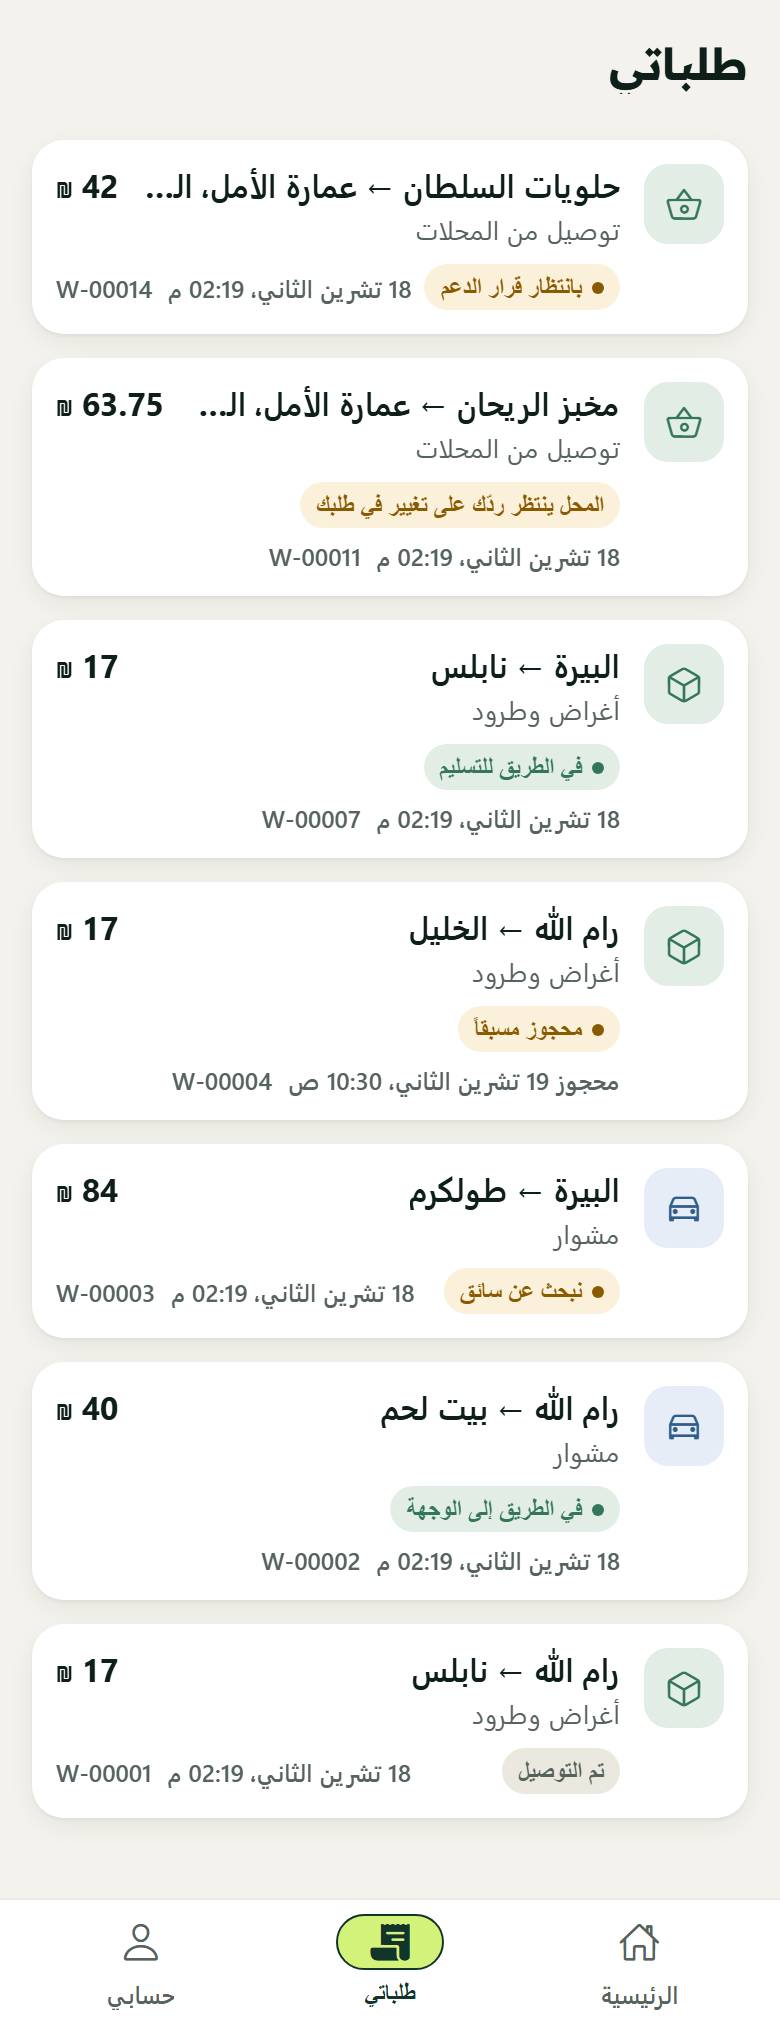 طلباتي
حلويات السلطان ← عمارة الأمل، الـ... 42 ₪
توصيل من المحلات
بانتظار قرار الدعم 18 تشرين الثاني، 02:19 م W-00014
مخبز الريحان ← عمارة الأمل، الـ... 63.75 ₪
توصيل من المحلات
المحل ينتظر ردّك على تغيير في طلبك
18 تشرين الثاني، 02:19 م W-00011
البيرة ← نابلس 17 ₪
أغراض وطرود
في الطريق للتسليم
18 تشرين الثاني، 02:19 م W-00007
رام الله ← الخليل 17 ₪
أغراض وطرود
محجوز مسبقاً
محجوز 19 تشرين الثاني، 10:30 ص W-00004
البيرة ← طولكرم 84 ₪
مشوار
نبحث عن سائق 18 تشرين الثاني، 02:19 م W-00003
رام الله ← بيت لحم 40 ₪
مشوار
في الطريق إلى الوجهة
18 تشرين الثاني، 02:19 م W-00002
رام الله ← نابلس 17 ₪
أغراض وطرود
تم التوصيل 18 تشرين الثاني، 02:19 م W-00001
الرئيسية طلباتي حسابي